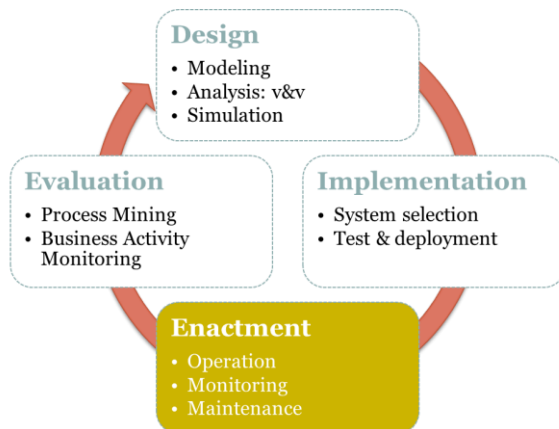 Design
• Modeling
• Analysis: v&v
• Simulation
Evaluation
• Process Mining
• Business Activity
Monitoring
Implementation
• System selection
• Test & deployment
Enactment
• Operation
• Monitoring
• Maintenance